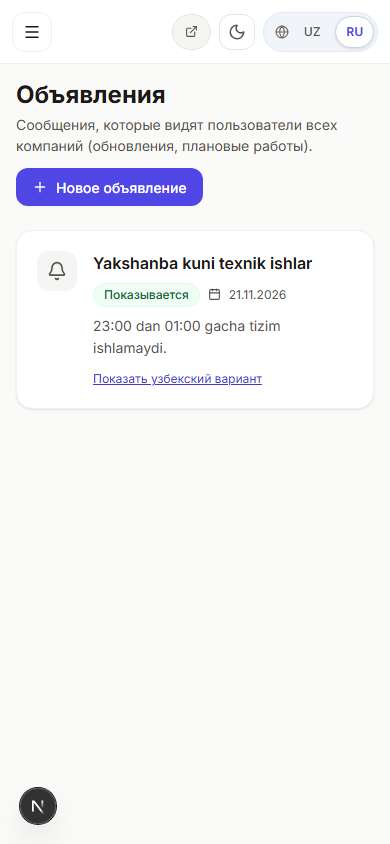 UZ
RU
Объявления
Сообщения, которые видят пользователи всех
компаний (обновления, плановые работы).
+ Новое объявление
Yakshanba kuni texnik ishlar
Показывается
21.11.2026
23:00 dan 01:00 gacha tizim
ishlamaydi.
Показать узбекский вариант
N